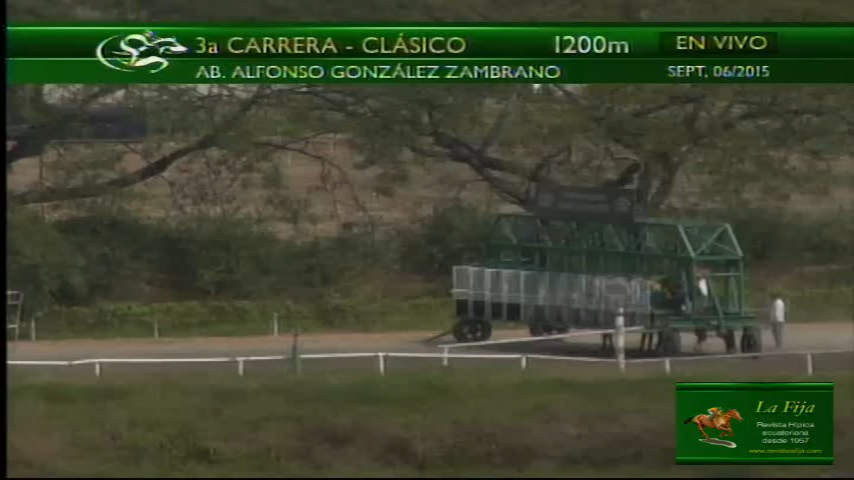 3a CARRERA - CLÁSICO 1200m EN VIVO
AB. ALFONSO GONZÁLEZ ZAMBRANO SEPT, 06/2015
La Fija
Revista Hípica
ecuatoriana
desde 1957
www.revistalafija.com